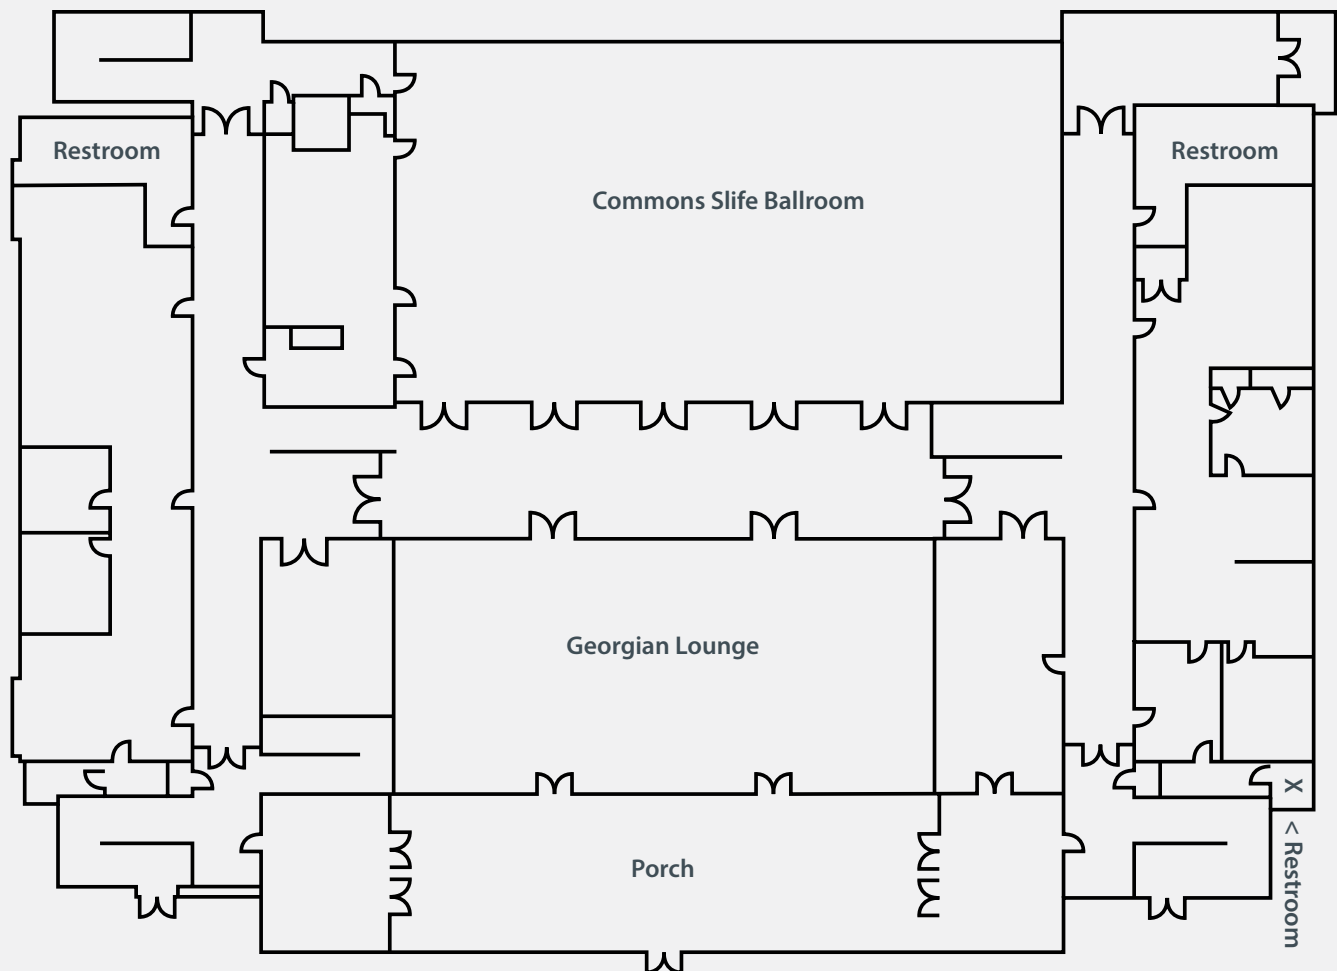 Restroom
Restroom
Commons Slife Ballroom
Georgian Lounge
X
< Restroom
Porch